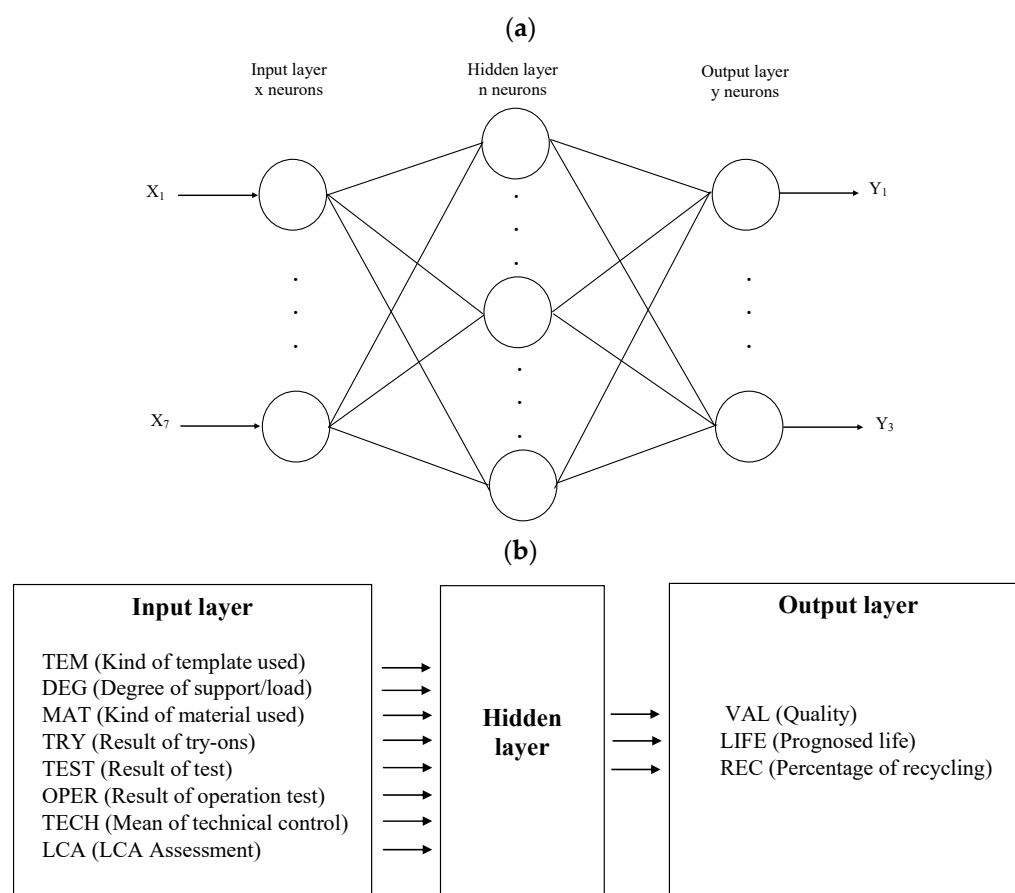 (a)
Input layer
x neurons
Hidden layer
n neurons
Output layer
y neurons
X₁
Y₁
X₇
Y₃
(b)
Input layer
TEM (Kind of template used)
DEG (Degree of support/load)
MAT (Kind of material used)
TRY (Result of try-ons)
TEST (Result of test)
OPER (Result of operation test)
TECH (Mean of technical control)
LCA (LCA Assessment)
Hidden
layer
Output layer
VAL (Quality)
LIFE (Prognosed life)
REC (Percentage of recycling)